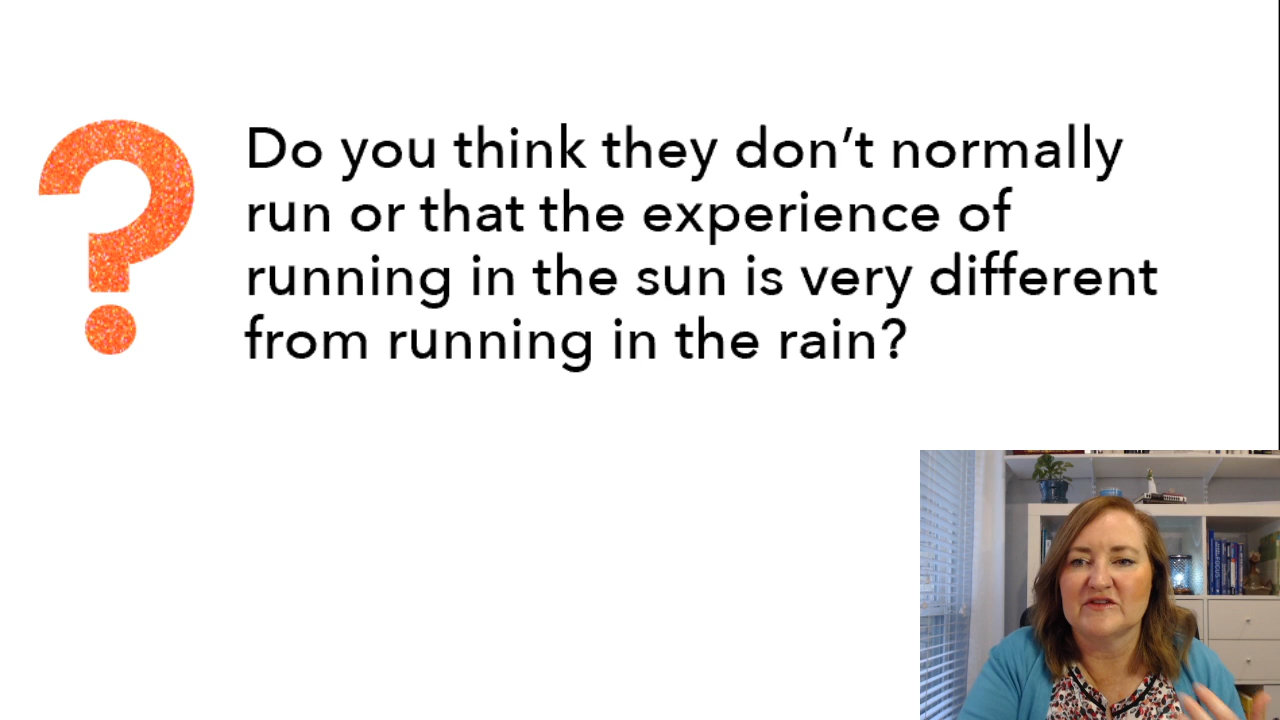 Do you think they don’t normally
run or that the experience of
running in the sun is very different
from running in the rain?